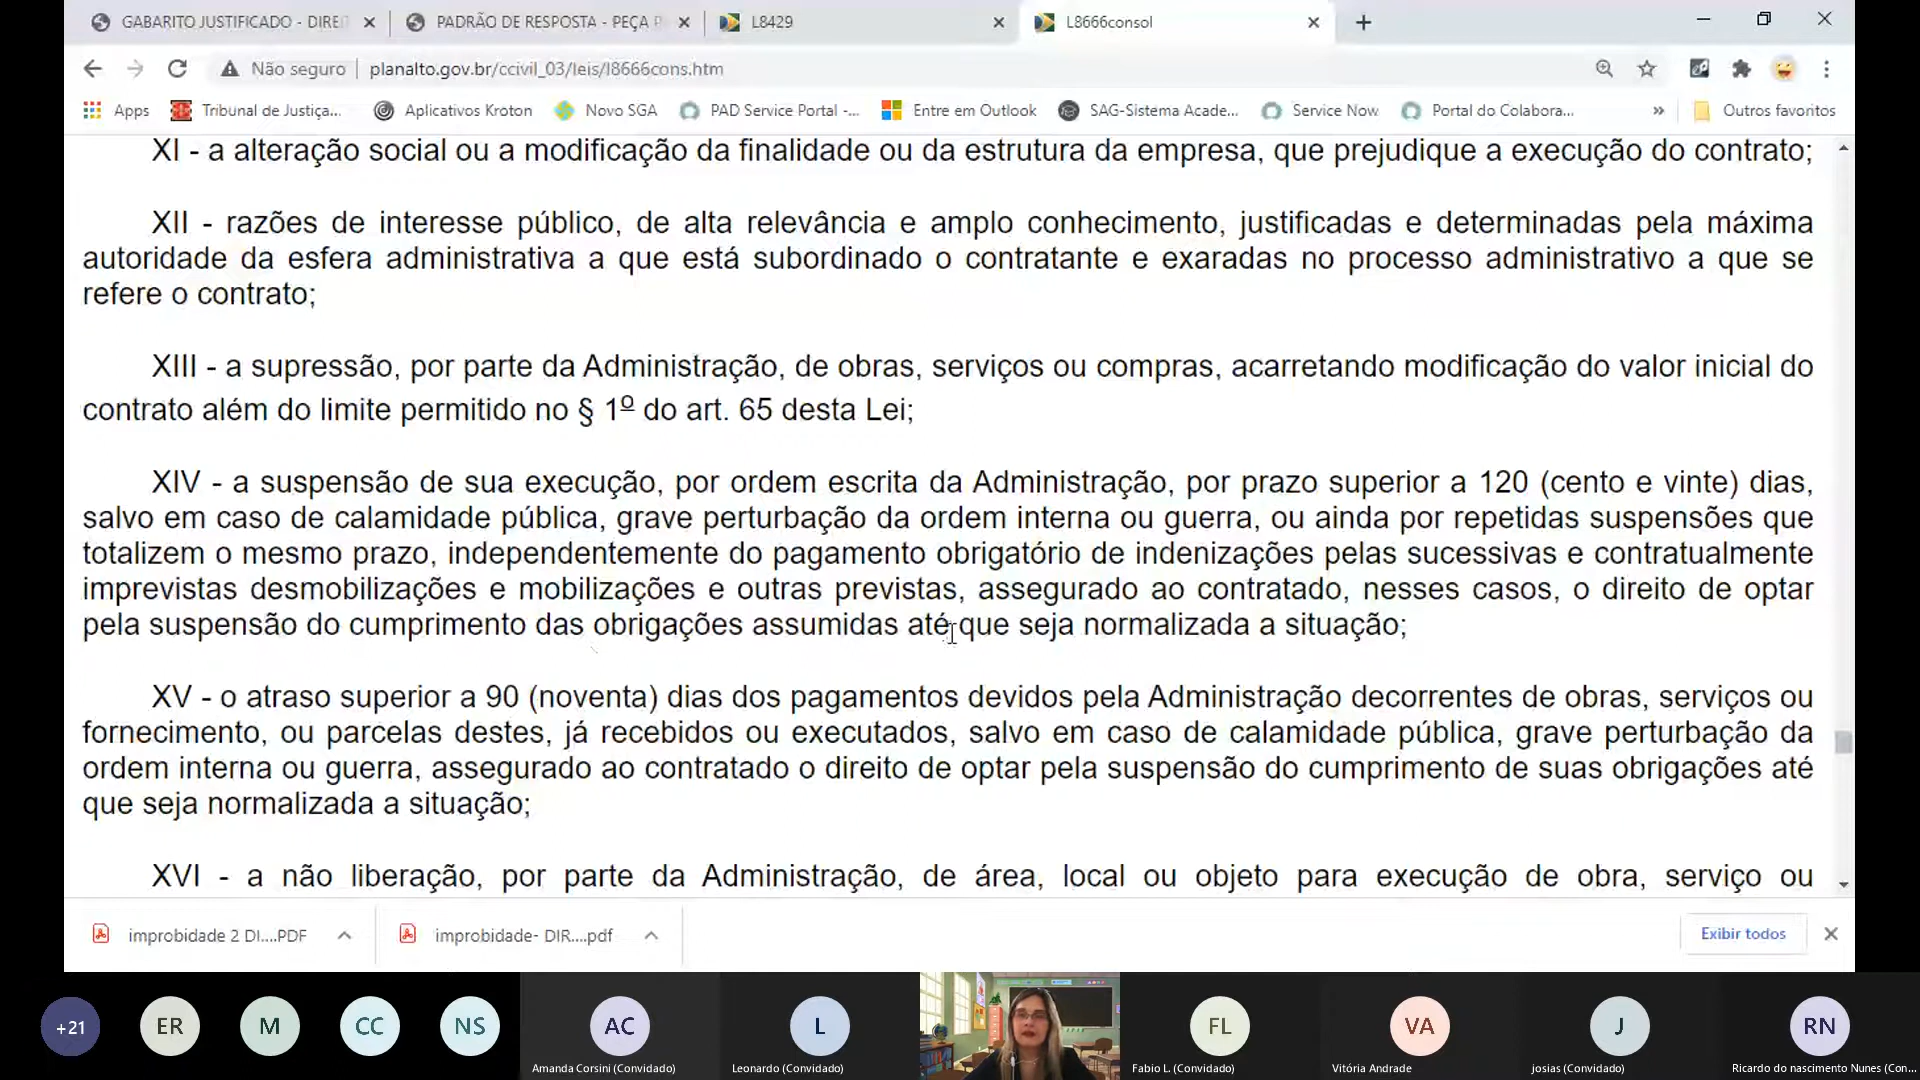 GABARITO JUSTIFICADO - DIREI
PADRÃO DE RESPOSTA - PEÇA P
L8429
L8666consol
Não seguro
planalto.gov.br/ccivil_03/leis/l8666cons.htm
Apps
Tribunal de Justiça...
Aplicativos Kroton
Novo SGA
PAD Service Portal -...
Entre em Outlook
SAG-Sistema Acade...
Service Now
Portal do Colabora...
»
Outros favoritos
XI - a alteração social ou a modificação da finalidade ou da estrutura da empresa, que prejudique a execução do contrato;
XII - razões de interesse público, de alta relevância e amplo conhecimento, justificadas e determinadas pela máxima
autoridade da esfera administrativa a que está subordinado o contratante e exaradas no processo administrativo a que se
refere o contrato;
XIII - a supressão, por parte da Administração, de obras, serviços ou compras, acarretando modificação do valor inicial do
contrato além do limite permitido no § 1º do art. 65 desta Lei;
XIV - a suspensão de sua execução, por ordem escrita da Administração, por prazo superior a 120 (cento e vinte) dias,
salvo em caso de calamidade pública, grave perturbação da ordem interna ou guerra, ou ainda por repetidas suspensões que
totalizem o mesmo prazo, independentemente do pagamento obrigatório de indenizações pelas sucessivas e contratualmente
imprevistas desmobilizações e mobilizações e outras previstas, assegurado ao contratado, nesses casos, o direito de optar
pela suspensão do cumprimento das obrigações assumidas até que seja normalizada a situação;
XV - o atraso superior a 90 (noventa) dias dos pagamentos devidos pela Administração decorrentes de obras, serviços ou
fornecimento, ou parcelas destes, já recebidos ou executados, salvo em caso de calamidade pública, grave perturbação da
ordem interna ou guerra, assegurado ao contratado o direito de optar pela suspensão do cumprimento de suas obrigações até
que seja normalizada a situação;
XVI - a não liberação, por parte da Administração, de área, local ou objeto para execução de obra, serviço ou
improbidade 2 DI....PDF
improbidade- DIR....pdf
Exibir todos
+21
ER
M
CC
NS
AC
L
FL
VA
J
RN
Amanda Corsini (Convidado)
Leonardo (Convidado)
Fabio L. (Convidado)
Vitória Andrade
josias (Convidado)
Ricardo do nascimento Nunes (Con...